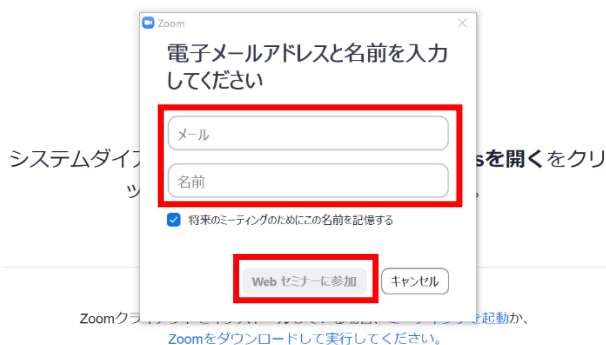 Zoom
電子メールアドレスと名前を入力
してください
メール
システムダイ
sを開くをクリ
名前
ッ
。
将来のミーティングのためにこの名前を記憶する
Web セミナーに参加
キャンセル
Zoomク
起動か、
Zoomをダウンロードして実行してください。